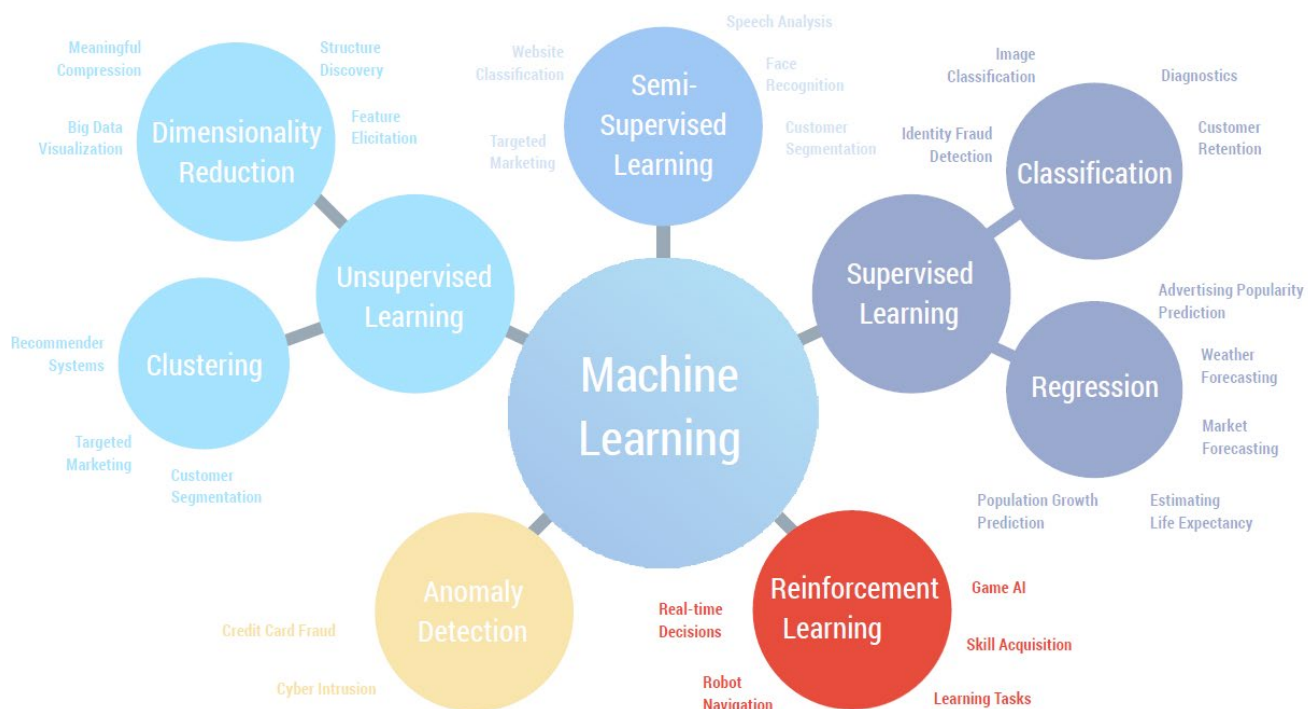 Meaningful
Compression
Structure
Discovery
Big Data
Visualization
Feature
Elicitation
Dimensionality
Reduction
Website
Classification
Speech Analysis
Face
Recognition
Targeted
Marketing
Customer
Segmentation
Semi-
Supervised
Learning
Image
Classification
Diagnostics
Identity Fraud
Detection
Customer
Retention
Classification
Unsupervised
Learning
Supervised
Learning
Recommender
Systems
Clustering
Targeted
Marketing
Customer
Segmentation
Machine
Learning
Advertising Popularity
Prediction
Weather
Forecasting
Regression
Market
Forecasting
Population Growth
Prediction
Estimating
Life Expectancy
Anomaly
Detection
Credit Card Fraud
Cyber Intrusion
Reinforcement
Learning
Real-time
Decisions
Game AI
Skill Acquisition
Robot
Navigation
Learning Tasks